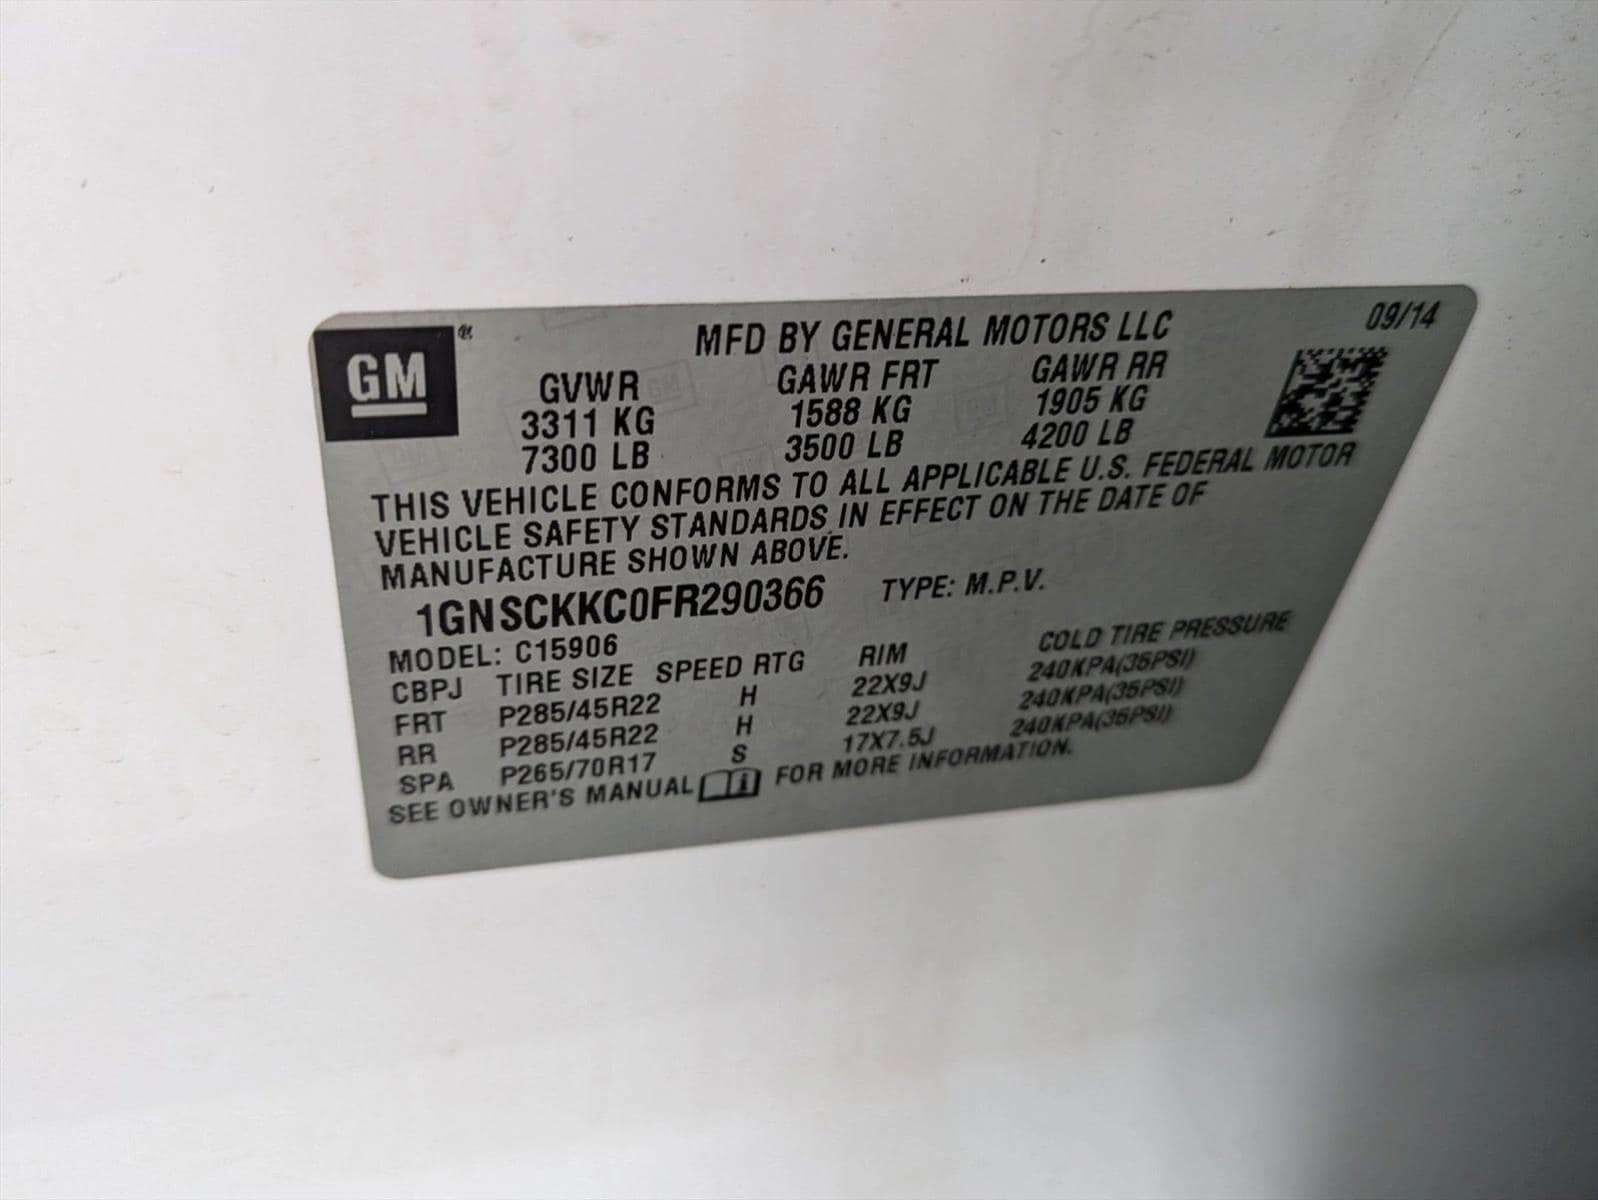 GM ®
MFD BY GENERAL MOTORS LLC 09/14
GVWR GAWR FRT GAWR RR
3311 KG 1588 KG 1905 KG
7300 LB 3500 LB 4200 LB
THIS VEHICLE CONFORMS TO ALL APPLICABLE U.S. FEDERAL MOTOR
VEHICLE SAFETY STANDARDS IN EFFECT ON THE DATE OF
MANUFACTURE SHOWN ABOVE.
1GNSCKKC0FR290366 TYPE: M.P.V.
MODEL: C15906
CBPJ TIRE SIZE SPEED RTG RIM COLD TIRE PRESSURE
FRT P285/45R22 H 22X9J 240KPA(35PSI)
RR P285/45R22 H 22X9J 240KPA(35PSI)
SPA P265/70R17 S 17X7.5J 240KPA(35PSI)
SEE OWNER'S MANUAL FOR MORE INFORMATION.